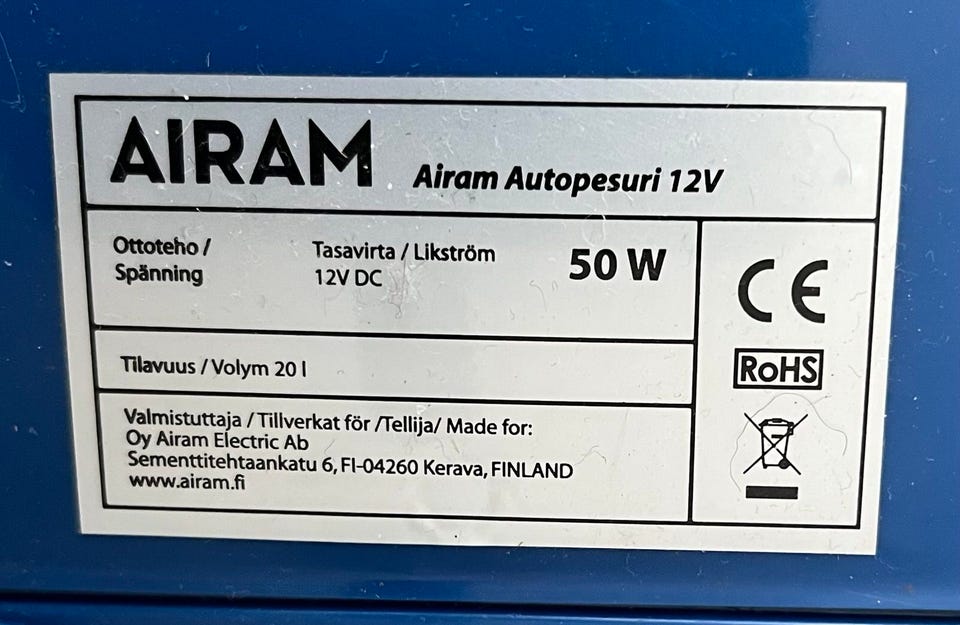 AIRAM Airam Autopesuri 12V
Ottoteho / Tasavirta / Likström 50 W
Spänning 12V DC
CE
Tilavuus / Volym 20 l
RoHS
Valmistuttaja / Tillverkat för /Tellija/ Made for:
Oy Airam Electric Ab
Sementtitehtaankatu 6, FI-04260 Kerava, FINLAND
www.airam.fi